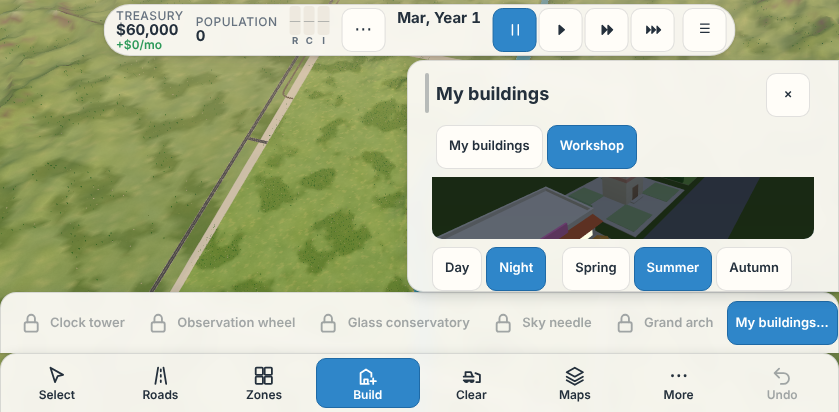 TREASURY
$60,000
+$0/mo
POPULATION
0
R C I
Mar, Year 1
My buildings
My buildings
Workshop
Day
Night
Spring
Summer
Autumn
Clock tower
Observation wheel
Glass conservatory
Sky needle
Grand arch
My buildings...
Select
Roads
Zones
Build
Clear
Maps
More
Undo